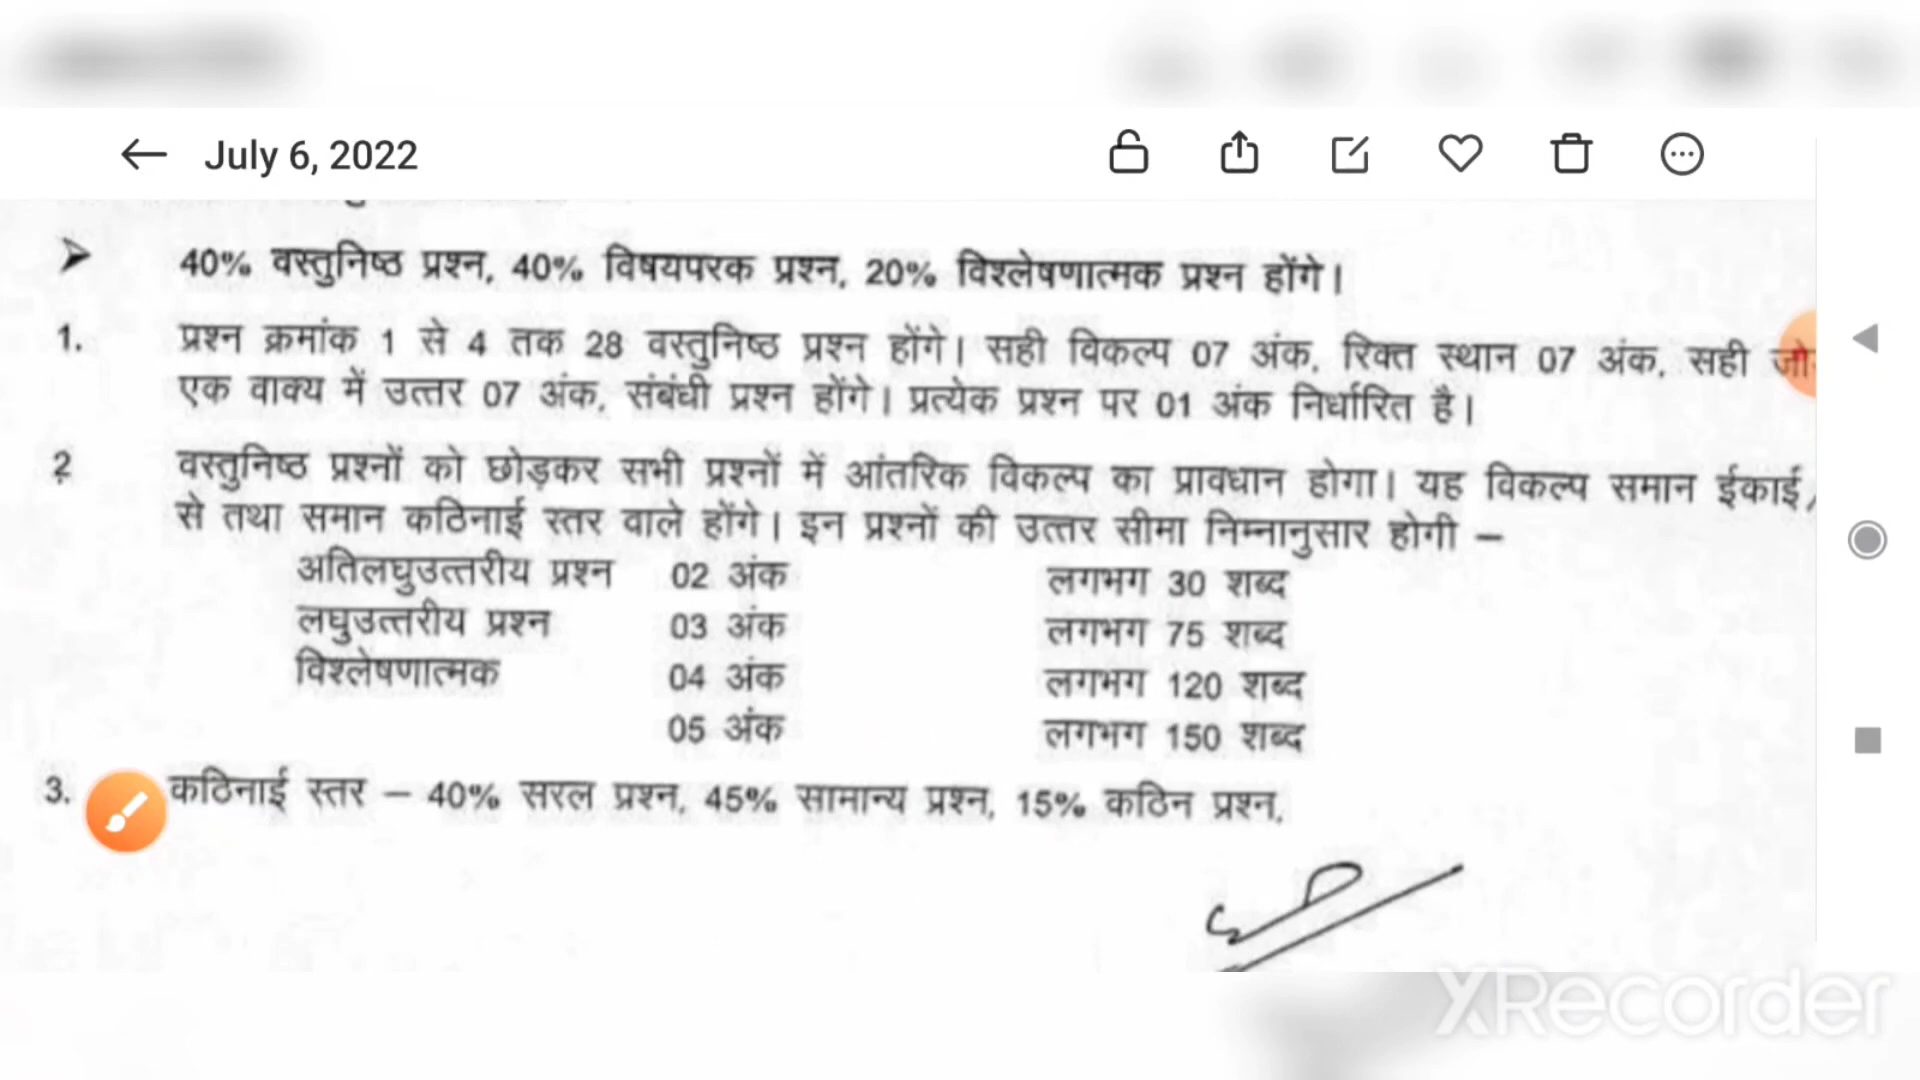 July 6, 2022
40% वस्तुनिष्ठ प्रश्न, 40% विषयपरक प्रश्न, 20% विश्लेषणात्मक प्रश्न होंगे।
1. प्रश्न क्रमांक 1 से 4 तक 28 वस्तुनिष्ठ प्रश्न होंगे। सही विकल्प 07 अंक, रिक्त स्थान 07 अंक, सही
एक वाक्य में उत्तर 07 अंक, संबंधी प्रश्न होंगे। प्रत्येक प्रश्न पर 01 अंक निर्धारित है।
2 वस्तुनिष्ठ प्रश्नों को छोड़कर सभी प्रश्नों में आंतरिक विकल्प का प्रावधान होगा। यह विकल्प समान ईकाई/
से तथा समान कठिनाई स्तर वाले होंगे। इन प्रश्नों की उत्तर सीमा निम्नानुसार होगी –
अतिलघुउत्तरीय प्रश्न 02 अंक लगभग 30 शब्द
लघुउत्तरीय प्रश्न 03 अंक लगभग 75 शब्द
विश्लेषणात्मक 04 अंक लगभग 120 शब्द
05 अंक लगभग 150 शब्द
3. कठिनाई स्तर – 40% सरल प्रश्न, 45% सामान्य प्रश्न, 15% कठिन प्रश्न,
XRecorder